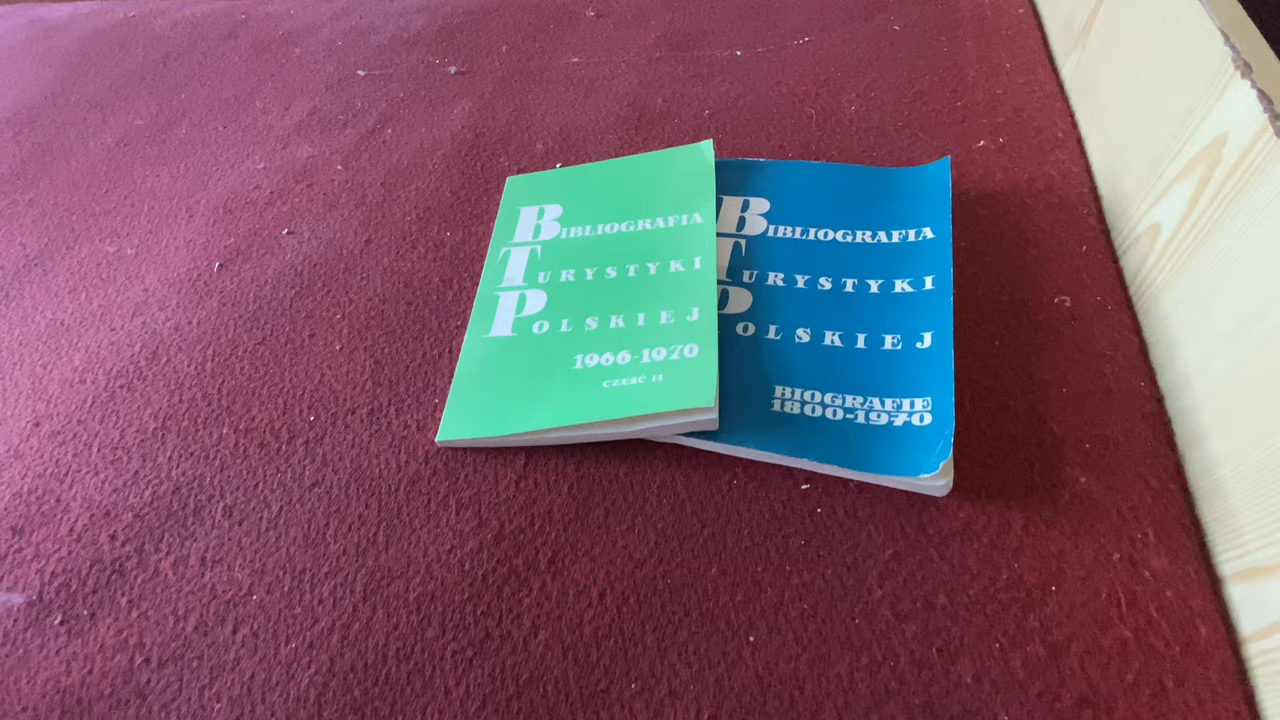 BIBLIOGRAFIA
TURYSTYKI
POLSKIEJ
1966-1970
CZĘŚĆ II
BIBLIOGRAFIA
TURYSTYKI
POLSKIEJ
BIOGRAFIE
1800-1970